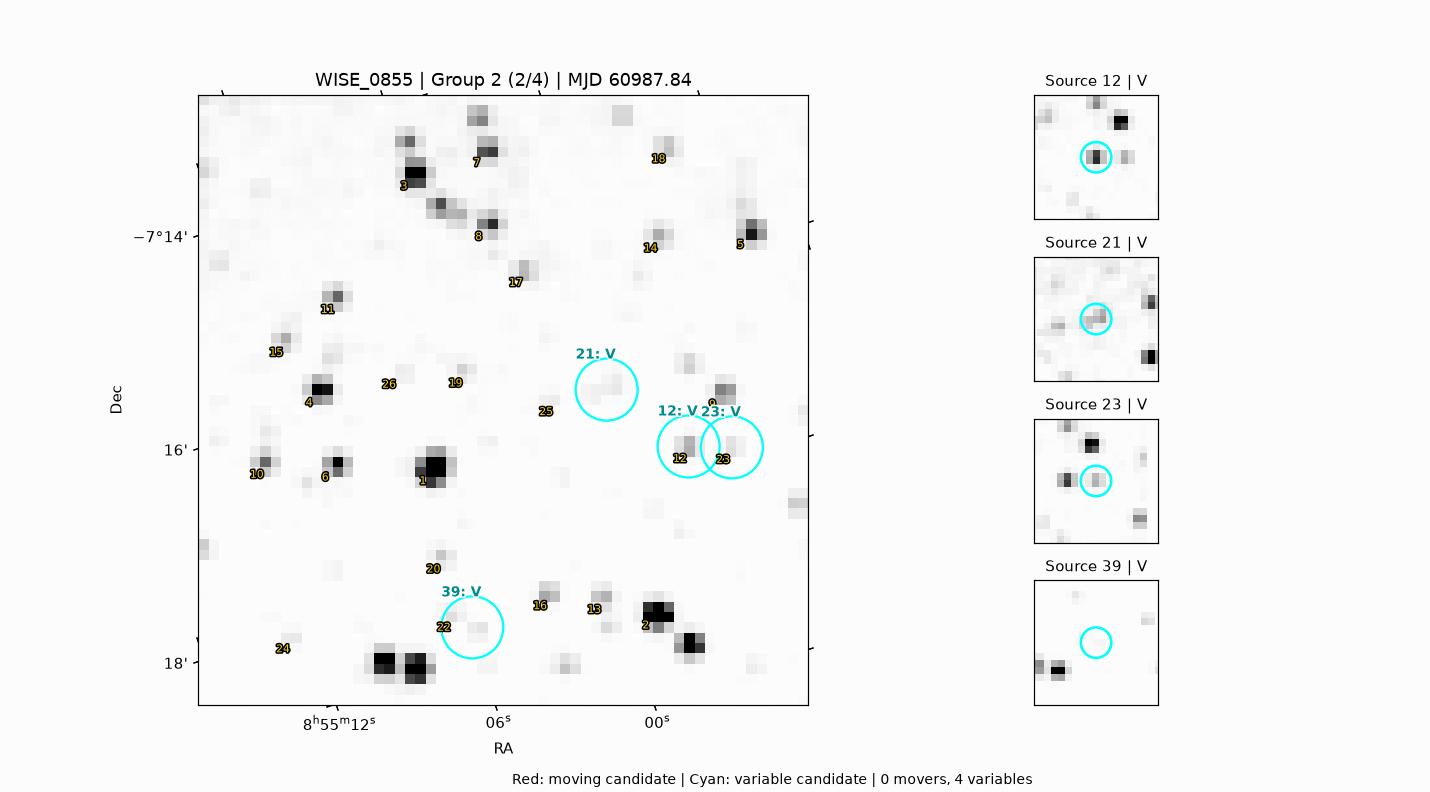 WISE_0855 | Group 2 (2/4) | MJD 60987.84
Source 12 | V
7
18
3
8
14
5
−7°14'
17
Source 21 | V
11
15
21: V
26
19
4
25
9
12: V
23: V
Source 23 | V
Dec
16'
12
23
10
6
1
20
Source 39 | V
39: V
16
13
22
2
24
18'
8ʰ55ᵐ12ˢ
06ˢ
00ˢ
RA
Red: moving candidate | Cyan: variable candidate | 0 movers, 4 variables